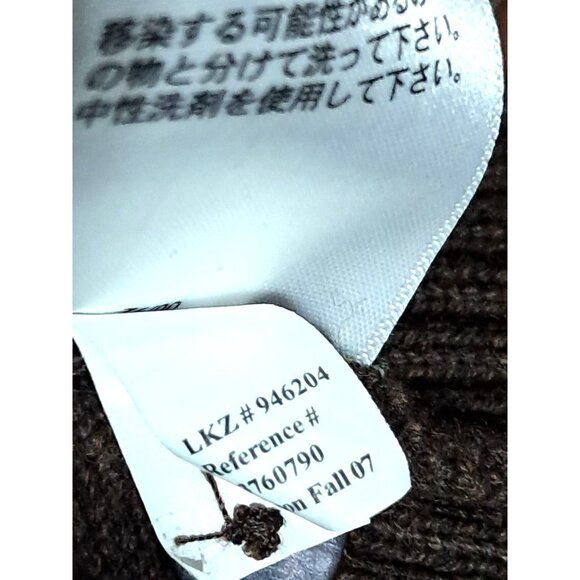 移染する可能性がある
の物と分けて洗って下さい。
中性洗剤を使用して下さい。
LKZ # 946204
Reference #
760790
on Fall 07